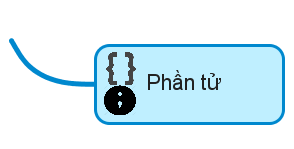 { }
; Phần tử